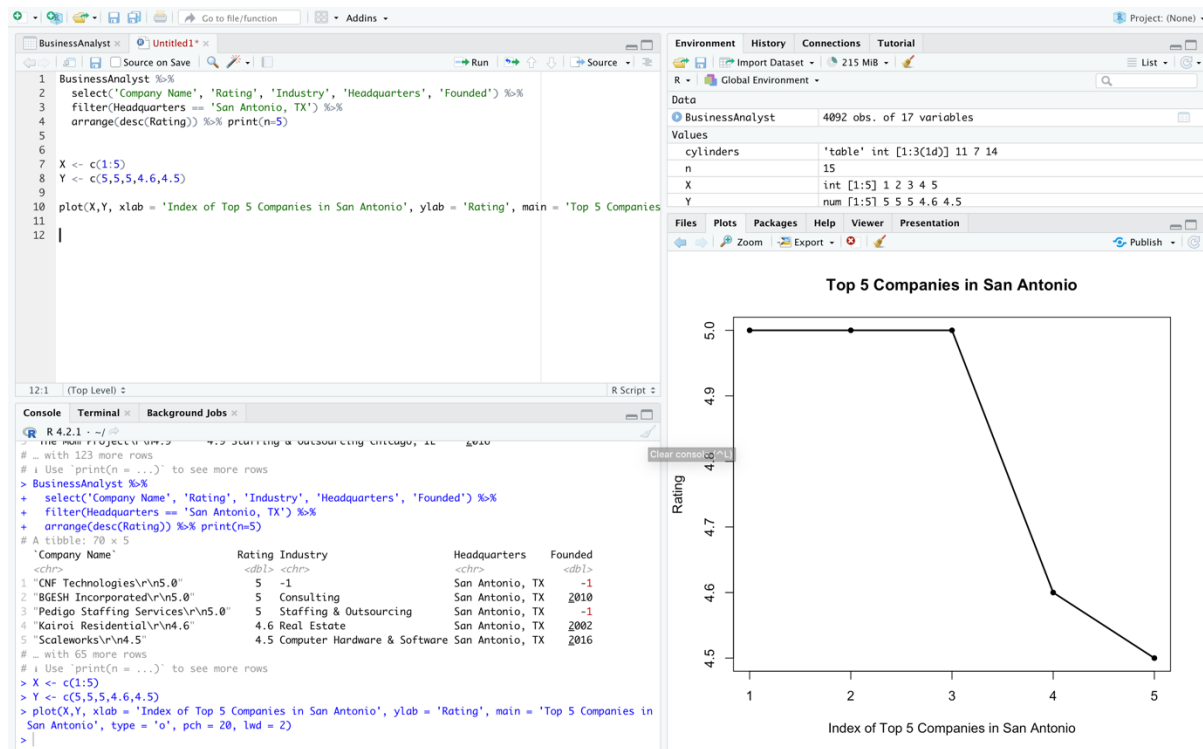 Go to file/function
Addins
Project: (None)
BusinessAnalyst
Untitled1*
Source on Save
Run
Source
1 BusinessAnalyst %>%
2 select('Company Name', 'Rating', 'Industry', 'Headquarters', 'Founded') %>%
3 filter(Headquarters == 'San Antonio, TX') %>%
4 arrange(desc(Rating)) %>% print(n=5)
5
6
7 X <- c(1:5)
8 Y <- c(5,5,5,4.6,4.5)
9
10 plot(X,Y, xlab = 'Index of Top 5 Companies in San Antonio', ylab = 'Rating', main = 'Top 5 Companies
11
12
12:1 (Top Level)
R Script
Console Terminal Background Jobs
R 4.2.1 · ~/
The Mom Project\r\n4.9 4.9 Staffing & Outsourcing Chicago, IL 2016
# … with 123 more rows
# ℹ Use `print(n = ...)` to see more rows
> BusinessAnalyst %>%
+ select('Company Name', 'Rating', 'Industry', 'Headquarters', 'Founded') %>%
+ filter(Headquarters == 'San Antonio, TX') %>%
+ arrange(desc(Rating)) %>% print(n=5)
# A tibble: 70 × 5
`Company Name` Rating Industry Headquarters Founded
<chr> <dbl> <chr> <chr> <dbl>
1 "CNF Technologies\r\n5.0" 5 -1 San Antonio, TX -1
2 "BGESH Incorporated\r\n5.0" 5 Consulting San Antonio, TX 2010
3 "Pedigo Staffing Services\r\n5.0" 5 Staffing & Outsourcing San Antonio, TX -1
4 "Kairoi Residential\r\n4.6" 4.6 Real Estate San Antonio, TX 2002
5 "Scaleworks\r\n4.5" 4.5 Computer Hardware & Software San Antonio, TX 2016
# … with 65 more rows
# ℹ Use `print(n = ...)` to see more rows
> X <- c(1:5)
> Y <- c(5,5,5,4.6,4.5)
> plot(X,Y, xlab = 'Index of Top 5 Companies in San Antonio', ylab = 'Rating', main = 'Top 5 Companies in
San Antonio', type = 'o', pch = 20, lwd = 2)
>
Environment History Connections Tutorial
Import Dataset
215 MiB
List
R
Global Environment
Data
BusinessAnalyst 4092 obs. of 17 variables
Values
cylinders 'table' int [1:3(1d)] 11 7 14
n 15
X int [1:5] 1 2 3 4 5
Y num [1:5] 5 5 5 4.6 4.5
Files Plots Packages Help Viewer Presentation
Zoom Export
Publish
Clear console (^L)
Top 5 Companies in San Antonio
5.0
4.9
4.8
4.7
4.6
4.5
Rating
1 2 3 4 5
Index of Top 5 Companies in San Antonio